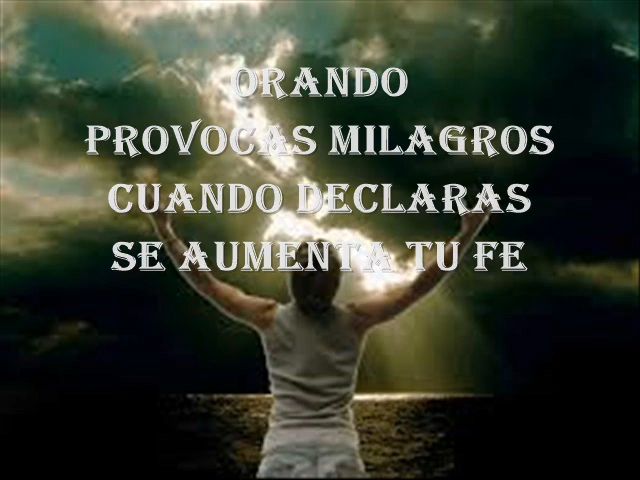 ORANDO
PROVOCAS MILAGROS
CUANDO DECLARAS
SE AUMENTA TU FE